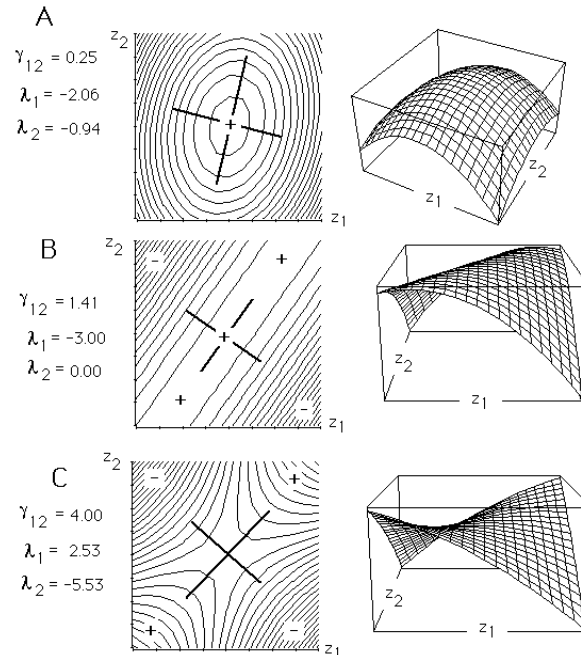 A
γ12 = 0.25
λ1 = -2.06
λ2 = -0.94
z2
+
z1
z1
z2
B
γ12 = 1.41
λ1 = -3.00
λ2 = 0.00
z2
-
+
+
+
-
z1
z2
z1
C
γ12 = 4.00
λ1 = 2.53
λ2 = -5.53
z2
-
+
+
-
z1
z2
z1